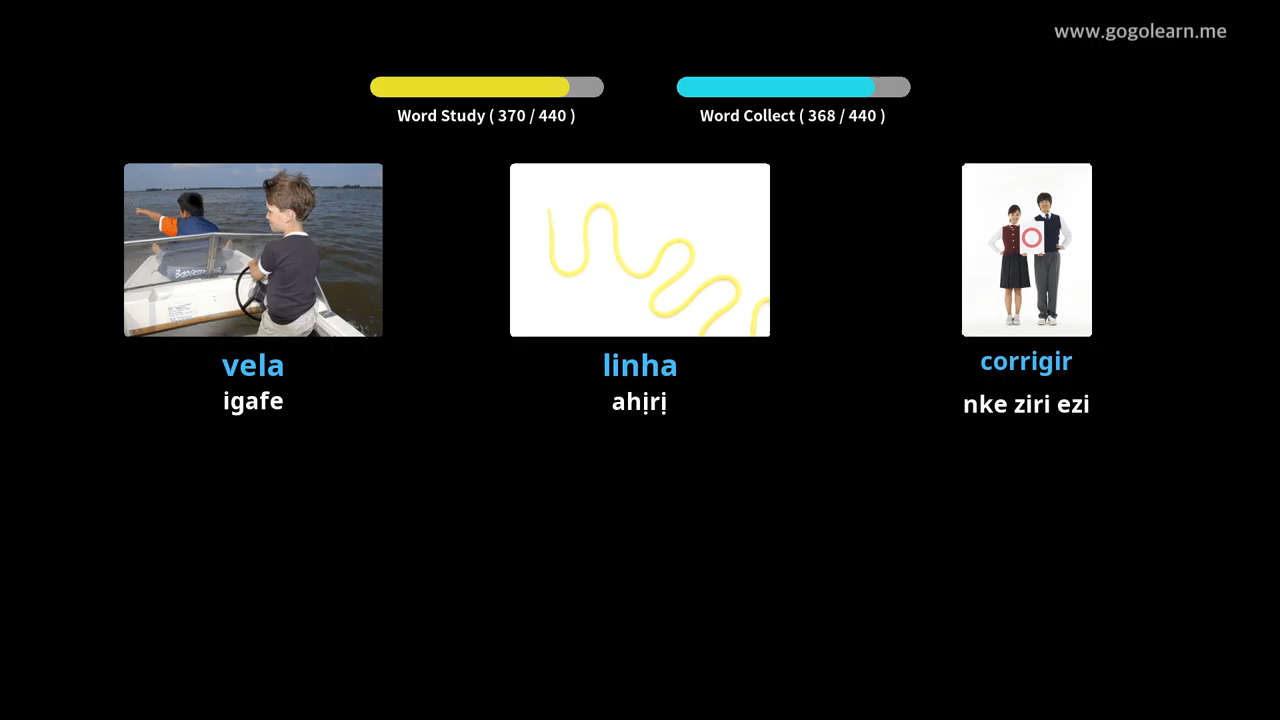 www.gogolearn.me
Word Study ( 370 / 440 )
Word Collect ( 368 / 440 )
vela
igafe
linha
ahịrị
corrigir
nke ziri ezi